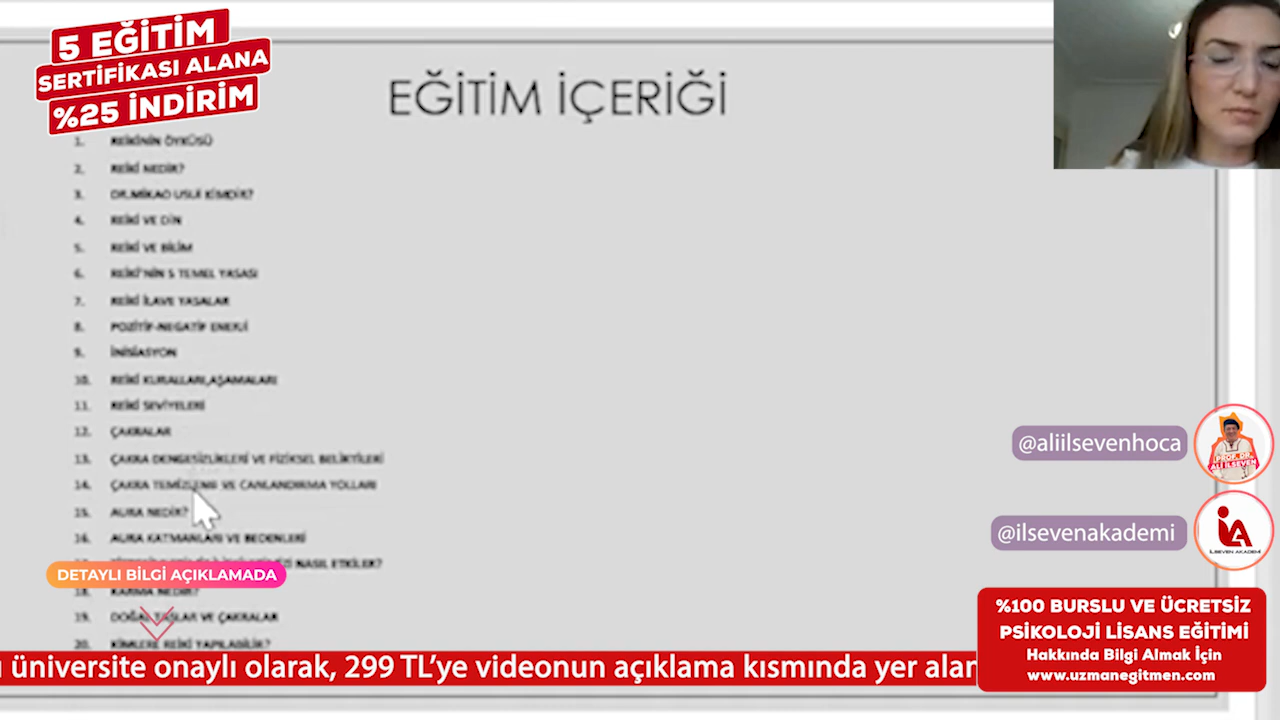 5 EĞİTİM
SERTİFİKASI ALANA
%25 İNDİRİM
EĞİTİM İÇERİĞİ
1. REİKİNİN ÖYKÜSÜ
2. REİKİ NEDİR?
3. DR.MİKAO USUİ KİMDİR?
4. REİKİ VE DİN
5. REİKİ VE BİLİM
6. REİKİ'NİN 5 TEMEL YASASI
7. REİKİ İLAVE YASALAR
8. POZİTİF-NEGATİF ENERJİ
9. İNİSİASYON
10. REİKİ KURALLARI,AŞAMALARI
11. REİKİ SEVİYELERİ
12. ÇAKRALAR
13. ÇAKRA DENGESİZLİKLERİ VE FİZİKSEL BELİRTİLERİ
14. ÇAKRA TEMİZLEME VE CANLANDIRMA YOLLARI
15. AURA NEDİR?
16. AURA KATMANLARI VE BEDENLERİ
NASIL ETKİLER?
18. KARMA NEDİR?
19. DOĞAL TAŞLAR VE ÇAKRALAR
20. KİMLERE REİKİ YAPILABİLİR?
DETAYLI BİLGİ AÇIKLAMADA
@aliilsevenhoca
PROF. DR.
ALİ İLSEVEN
@ilsevenakademi
İLSEVEN AKADEMİ
%100 BURSLU VE ÜCRETSİZ
PSİKOLOJİ LİSANS EĞİTİMİ
Hakkında Bilgi Almak İçin
www.uzmanegitmen.com
üniversite onaylı olarak, 299 TL'ye videonun açıklama kısmında yer alan